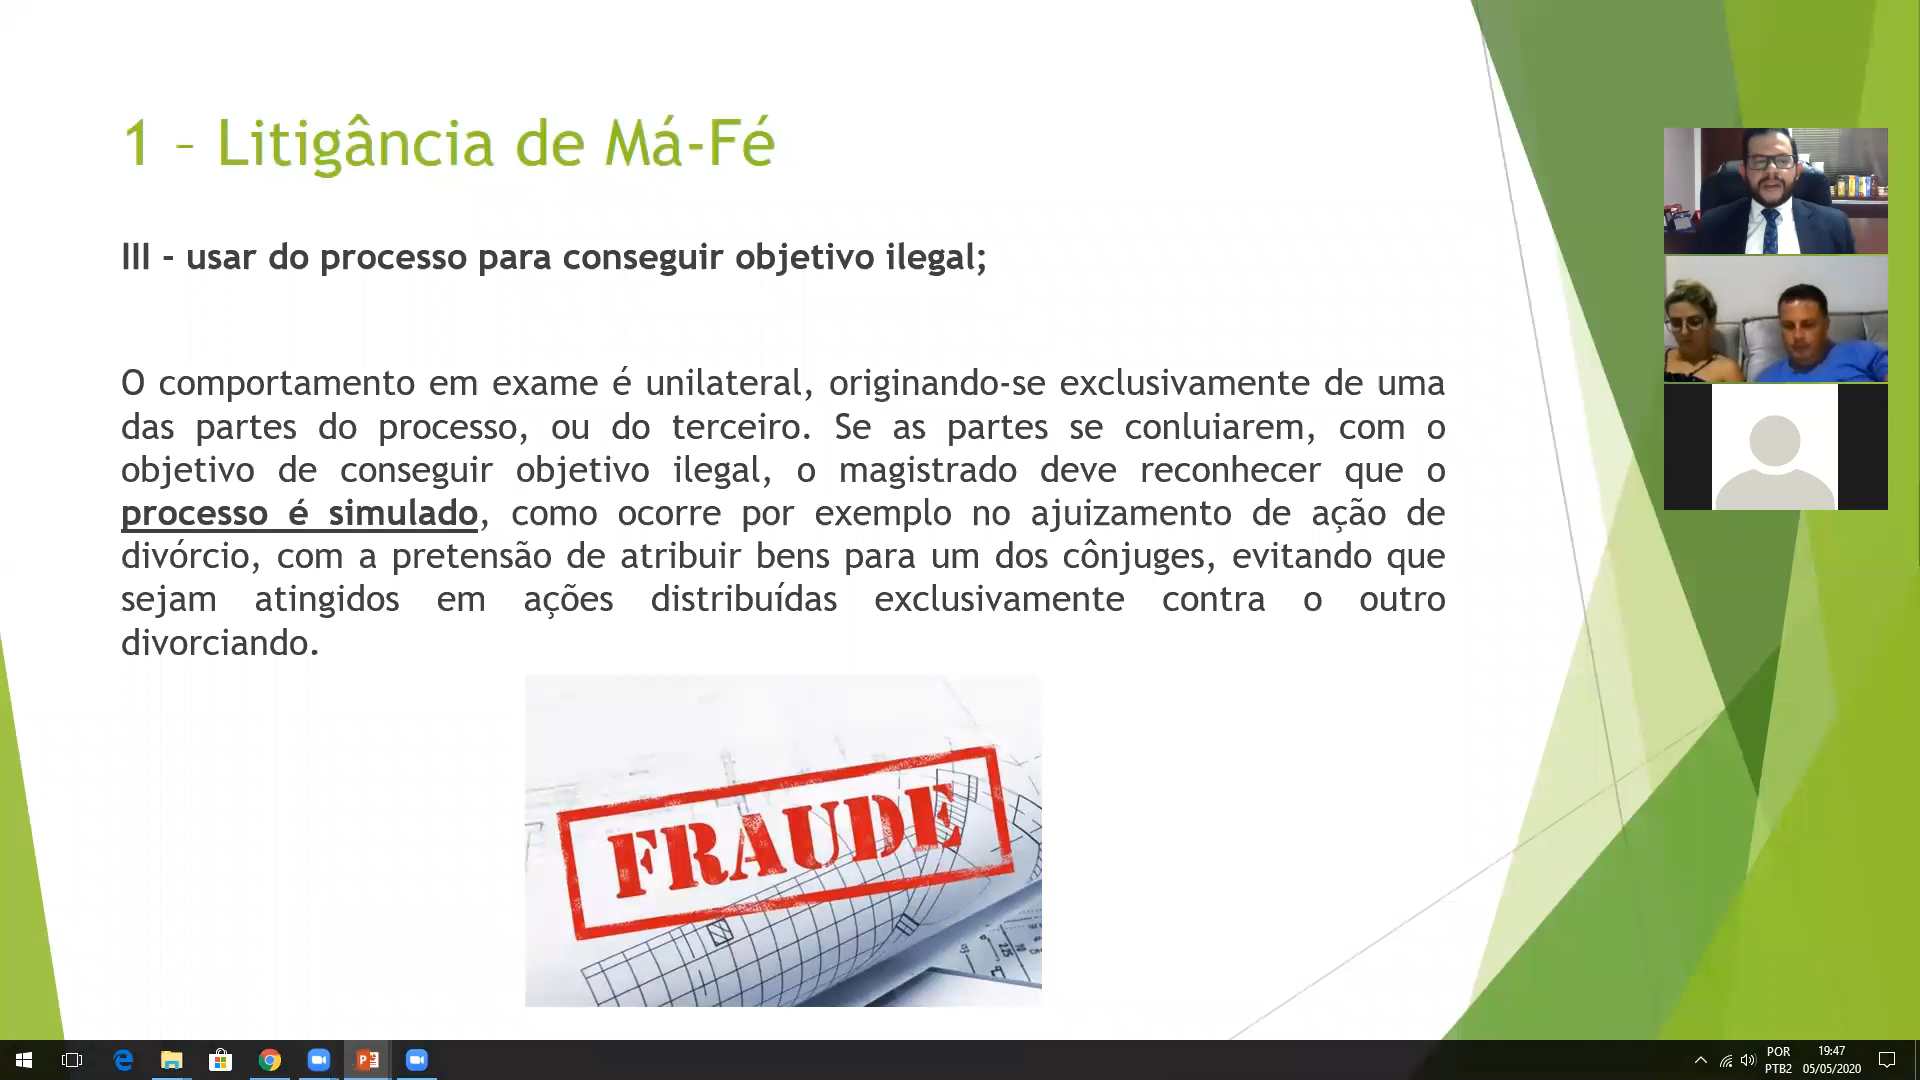 1 – Litigância de Má-Fé
III - usar do processo para conseguir objetivo ilegal;
O comportamento em exame é unilateral, originando-se exclusivamente de uma
das partes do processo, ou do terceiro. Se as partes se conluiarem, com o
objetivo de conseguir objetivo ilegal, o magistrado deve reconhecer que o
processo é simulado, como ocorre por exemplo no ajuizamento de ação de
divórcio, com a pretensão de atribuir bens para um dos cônjuges, evitando que
sejam atingidos em ações distribuídas exclusivamente contra o outro
divorciando.
FRAUDE
POR
PTB2
19:47
05/05/2020